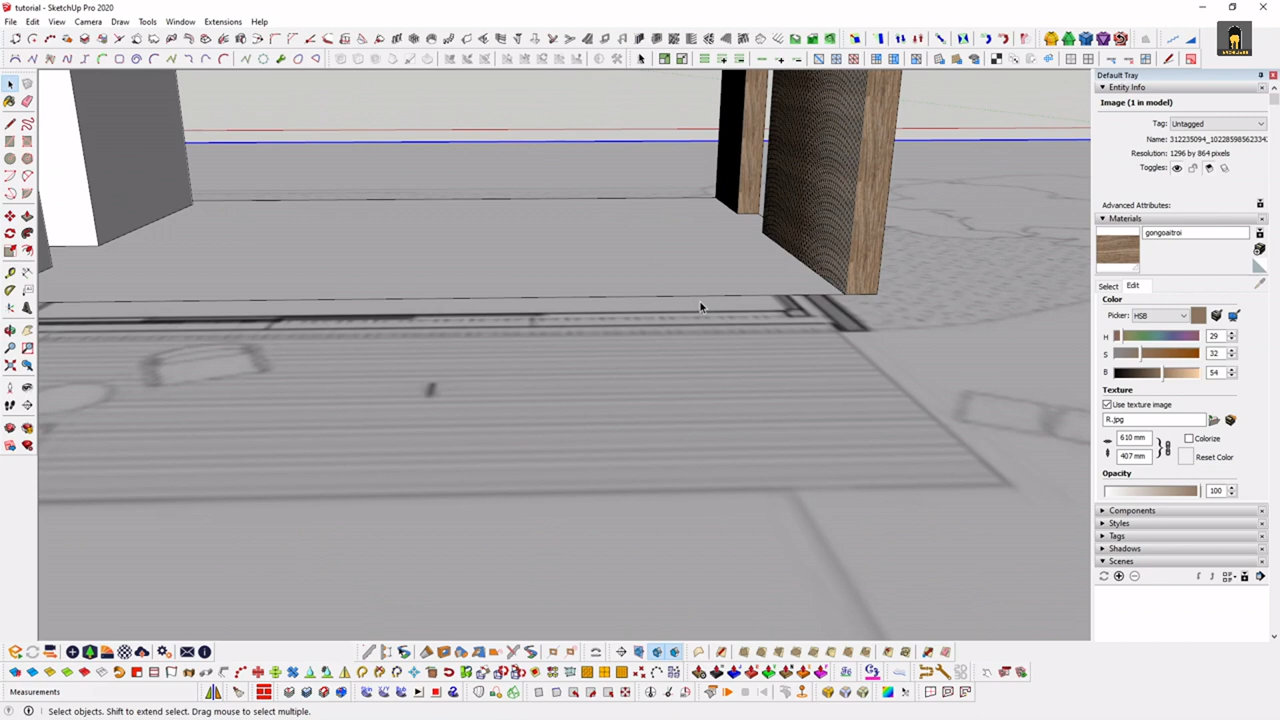 tutorial - SketchUp Pro 2020
File Edit View Camera Draw Tools Window Extensions Help
Default Tray
Entity Info
Image (1 in model)
Tag: Untagged
Name: 312235094_1022859856233
Resolution: 1296 by 864 pixels
Toggles:
Advanced Attributes:
Materials
gongoaitroi
Select Edit
Color
Picker: HSB
H 29
S 32
B 54
Texture
Use texture image
R.jpg
610 mm Colorize
407 mm Reset Color
Opacity
100
Components
Styles
Tags
Shadows
Scenes
Measurements
Select objects. Shift to extend select. Drag mouse to select multiple.